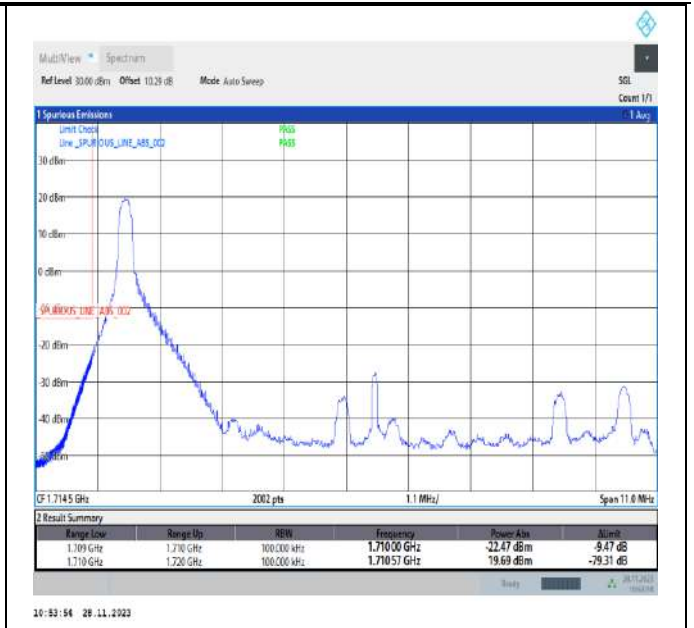 MultiView Spectrum
Ref Level 30.00 dBm Offset 10.29 dB Mode Auto Sweep SGL
Count 1/1
1 Spurious Emissions 1 Avg
Limit Check PASS
Line _SPURIOUS_LINE_ABS_002 PASS
30 dBm
20 dBm
10 dBm
0 dBm
_SPURIOUS_LINE_ABS_002
-20 dBm
-30 dBm
-40 dBm
CF 1.7145 GHz 2002 pts 1.1 MHz/ Span 11.0 MHz
2 Result Summary
Range Low Range Up RBW Frequency Power Abs ΔLimit
1.709 GHz 1.710 GHz 100.000 kHz 1.71000 GHz -22.47 dBm -9.47 dB
1.710 GHz 1.720 GHz 100.000 kHz 1.71057 GHz 19.69 dBm -79.31 dB
Ready 28.11.2023
10:53:54 28.11.2023